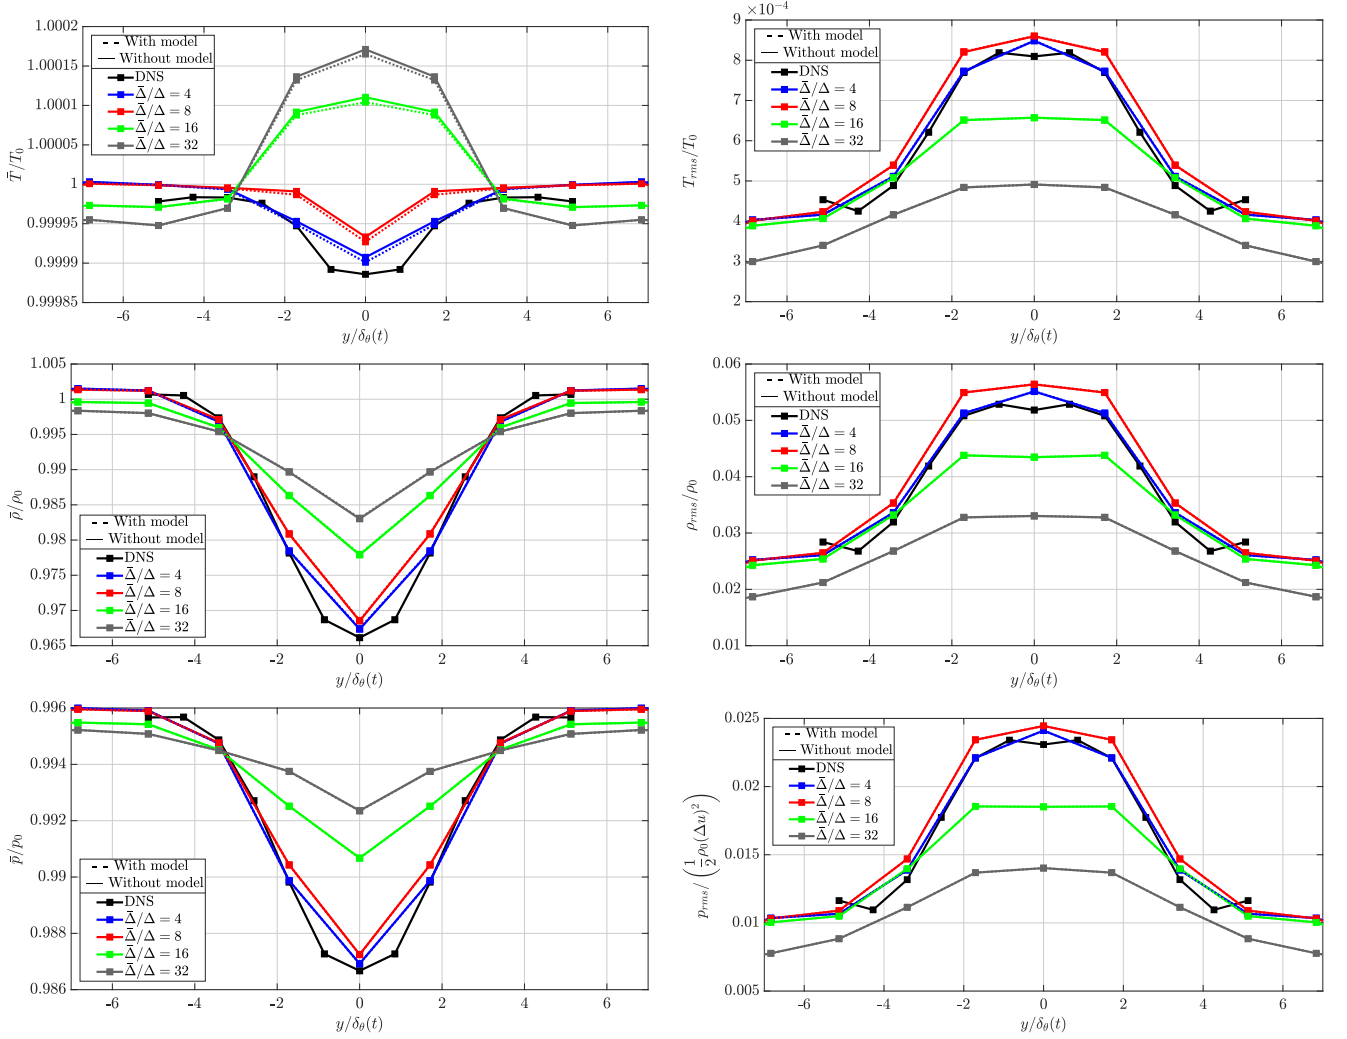 1.0002
With model
Without model
DNS
Δ̄/Δ = 4
Δ̄/Δ = 8
Δ̄/Δ = 16
Δ̄/Δ = 32
1.00015
1.0001
1.00005
1
0.99995
0.9999
0.99985
T̄/T₀
-6 -4 -2 0 2 4 6
y/δθ(t)
×10⁻⁴
9
8
7
6
5
4
3
2
With model
Without model
DNS
Δ̄/Δ = 4
Δ̄/Δ = 8
Δ̄/Δ = 16
Δ̄/Δ = 32
Trms/T₀
-6 -4 -2 0 2 4 6
y/δθ(t)
1.005
1
0.995
0.99
0.985
0.98
0.975
0.97
0.965
ρ̄/ρ₀
With model
Without model
DNS
Δ̄/Δ = 4
Δ̄/Δ = 8
Δ̄/Δ = 16
Δ̄/Δ = 32
-6 -4 -2 0 2 4 6
y/δθ(t)
0.06
0.05
0.04
0.03
0.02
0.01
ρrms/ρ₀
With model
Without model
DNS
Δ̄/Δ = 4
Δ̄/Δ = 8
Δ̄/Δ = 16
Δ̄/Δ = 32
-6 -4 -2 0 2 4 6
y/δθ(t)
0.996
0.994
0.992
0.99
0.988
0.986
p̄/p₀
With model
Without model
DNS
Δ̄/Δ = 4
Δ̄/Δ = 8
Δ̄/Δ = 16
Δ̄/Δ = 32
-6 -4 -2 0 2 4 6
y/δθ(t)
0.025
0.02
0.015
0.01
0.005
prms/(1/2 ρ₀(Δu)²)
With model
Without model
DNS
Δ̄/Δ = 4
Δ̄/Δ = 8
Δ̄/Δ = 16
Δ̄/Δ = 32
-6 -4 -2 0 2 4 6
y/δθ(t)